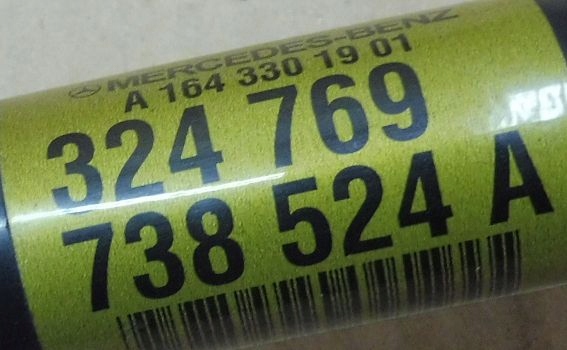 MERCEDES-BENZ
A 164 330 19 01
324 769
738 524 A